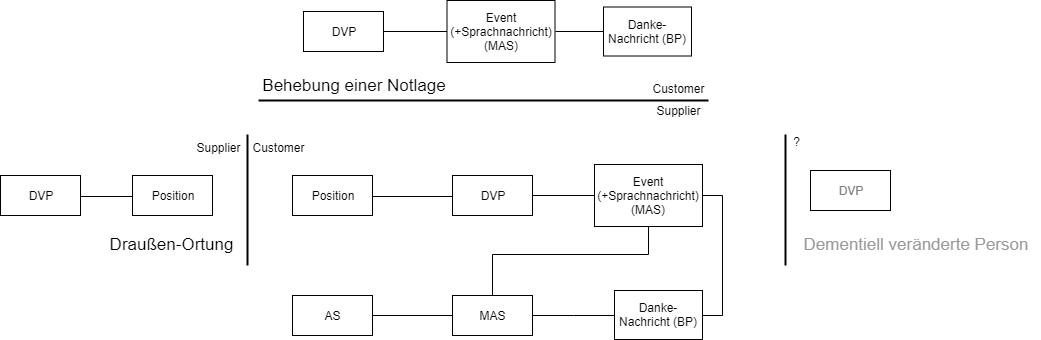 DVP
Event
(+Sprachnachricht)
(MAS)
Danke-
Nachricht (BP)
Behebung einer Notlage
Customer
Supplier
Supplier
Customer
?
DVP
Position
Draußen-Ortung
Position
DVP
Event
(+Sprachnachricht)
(MAS)
DVP
Dementiell veränderte Person
AS
MAS
Danke-
Nachricht (BP)